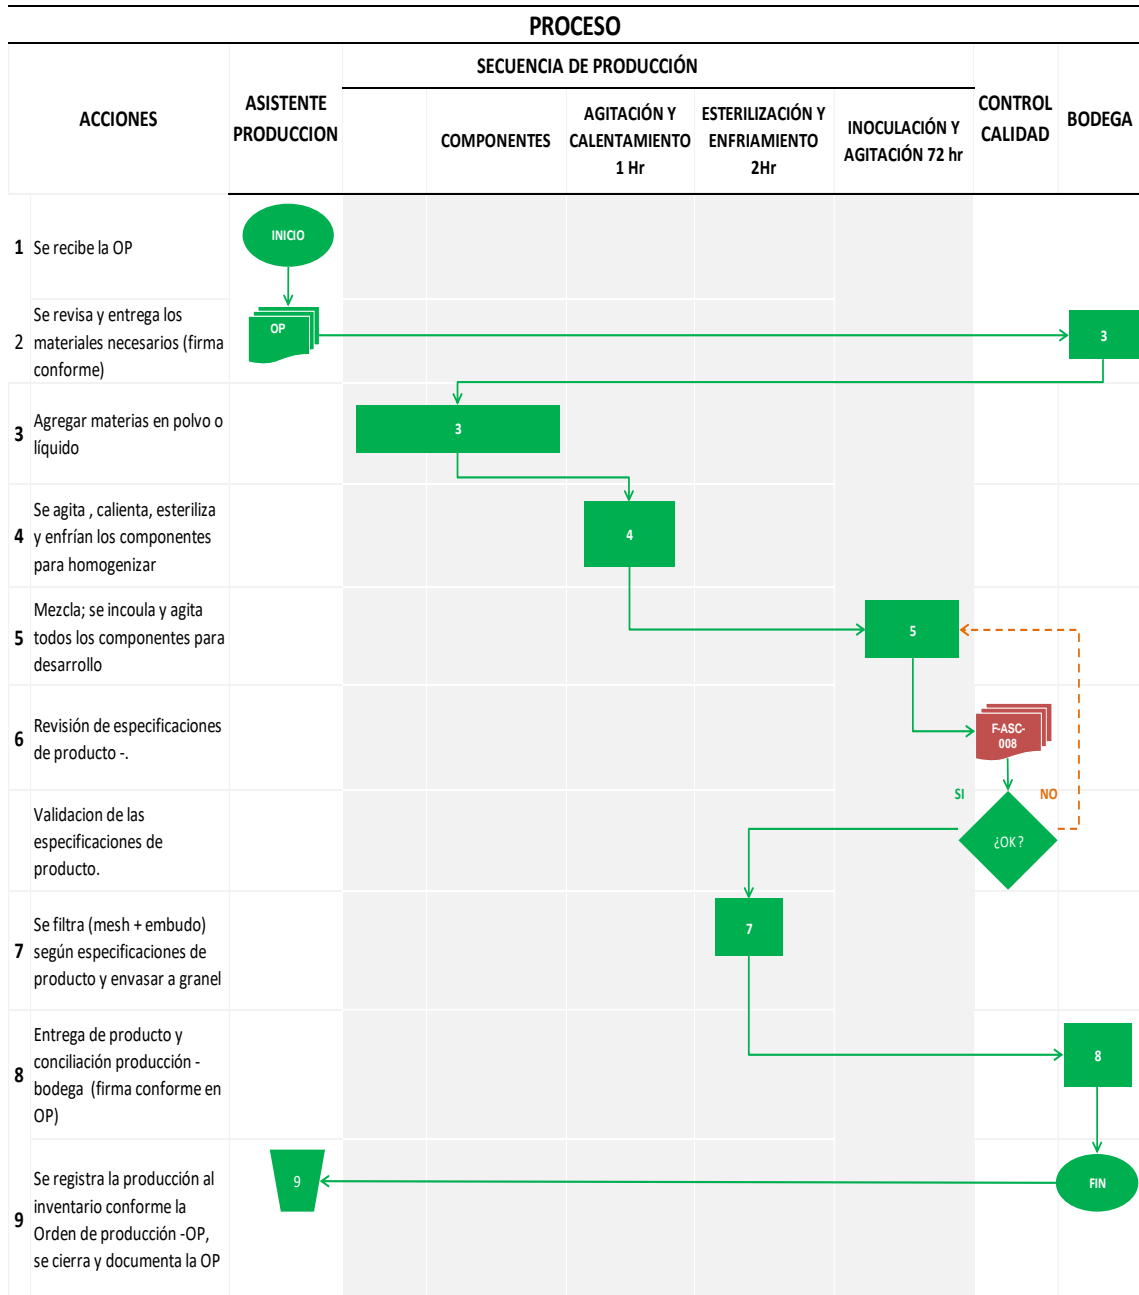 PROCESO
SECUENCIA DE PRODUCCIÓN
ACCIONES
ASISTENTE
PRODUCCION
COMPONENTES
AGITACIÓN Y
CALENTAMIENTO
1 Hr
ESTERILIZACIÓN Y
ENFRIAMIENTO
2Hr
INOCULACIÓN Y
AGITACIÓN 72 hr
CONTROL
CALIDAD
BODEGA
1 Se recibe la OP
INICIO
2
Se revisa y entrega los
materiales necesarios (firma
conforme)
OP
3
3
Agregar materias en polvo o
líquido
3
4
Se agita , calienta, esteriliza
y enfrían los componentes
para homogenizar
4
5
Mezcla; se incoula y agita
todos los componentes para
desarrollo
5
6
Revisión de especificaciones
de producto -.
F-ASC-
008
Validacion de las
especificaciones de
producto.
SI
NO
¿OK?
7
Se filtra (mesh + embudo)
según especificaciones de
producto y envasar a granel
7
8
Entrega de producto y
conciliación producción -
bodega (firma conforme en
OP)
8
9
Se registra la producción al
inventario conforme la
Orden de producción -OP,
se cierra y documenta la OP
9
FIN